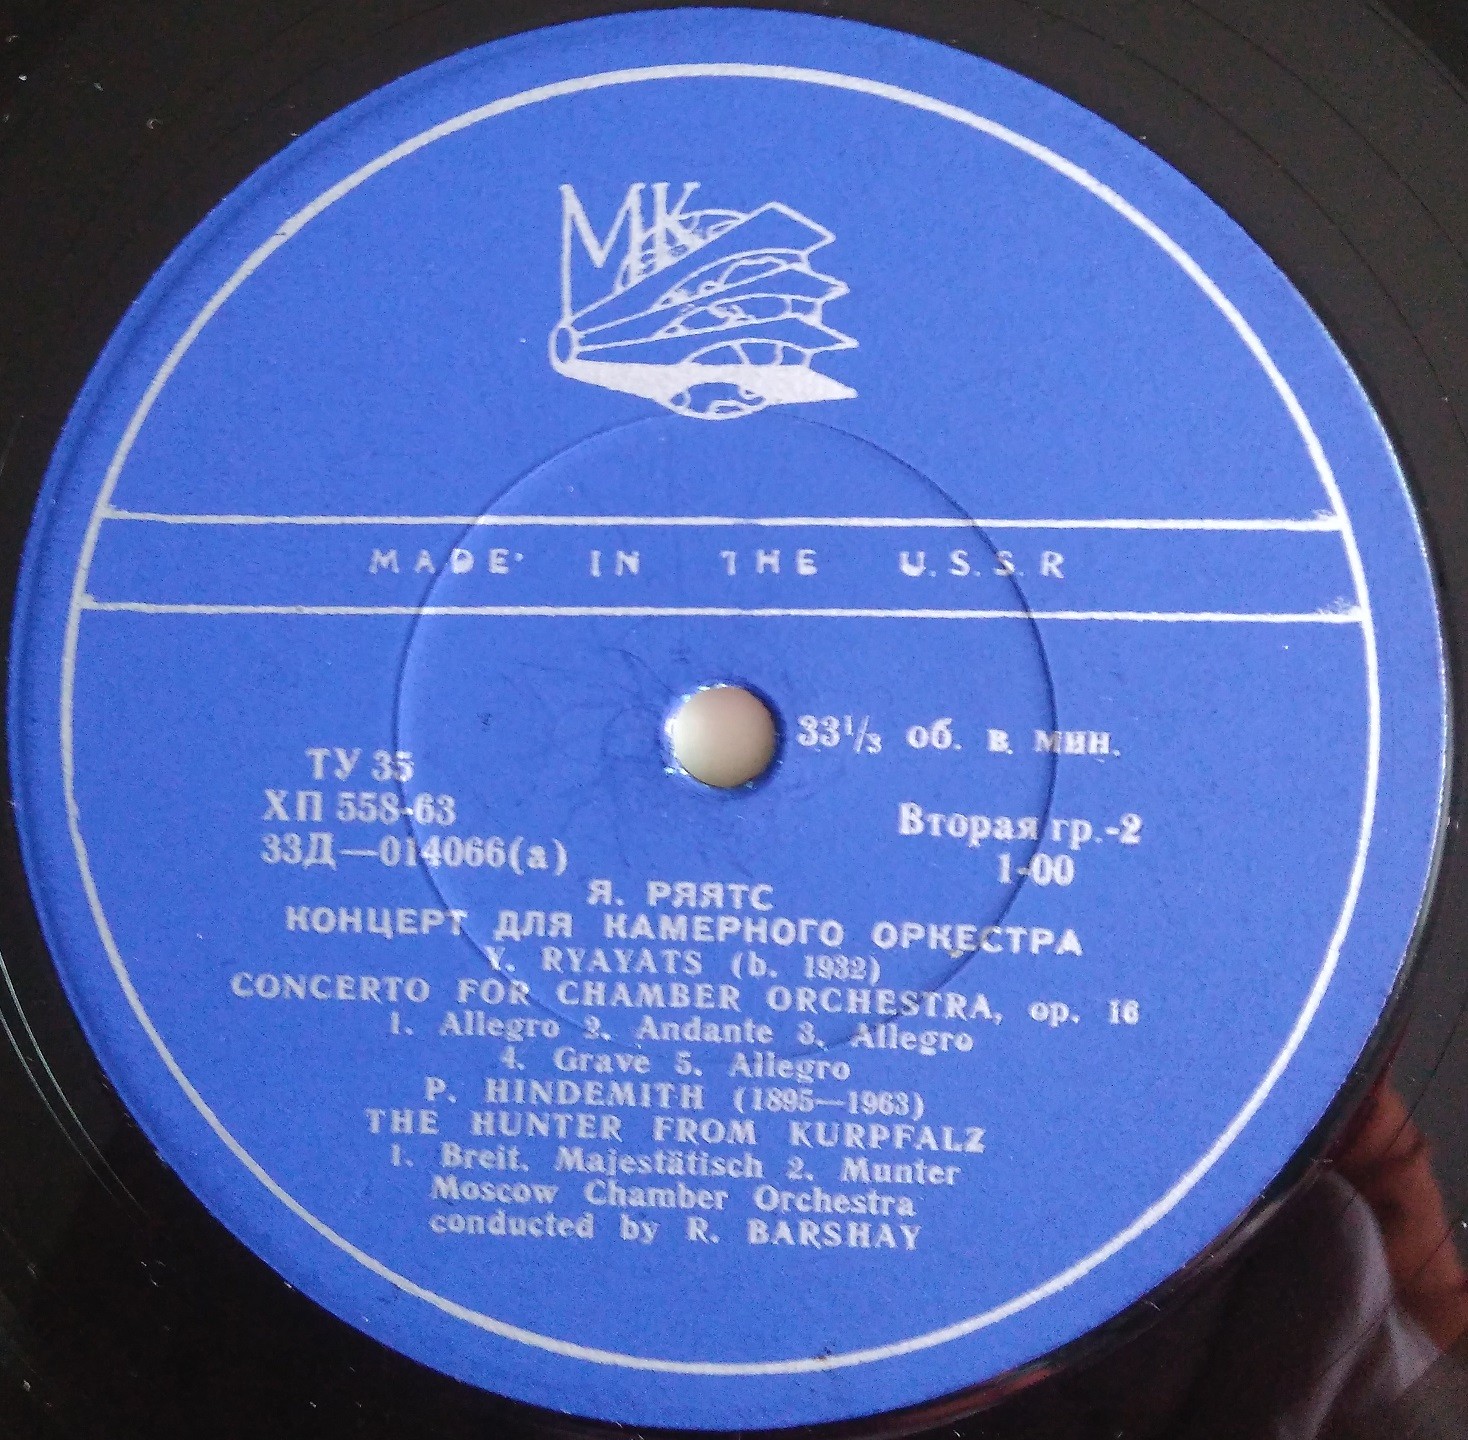 МК
MADE IN THE U.S.S.R
33⅓ об. в мин.
ТУ 35
ХП 558-63
33Д—014066(а)
Вторая гр.-2
1-00
Я. РЯЯТС
КОНЦЕРТ ДЛЯ КАМЕРНОГО ОРКЕСТРА
Y. RYAYATS (b. 1932)
CONCERTO FOR CHAMBER ORCHESTRA, op. 16
1. Allegro 2. Andante 3. Allegro
4. Grave 5. Allegro
P. HINDEMITH (1895—1963)
THE HUNTER FROM KURPFALZ
1. Breit. Majestätisch 2. Munter
Moscow Chamber Orchestra
conducted by R. BARSHAY